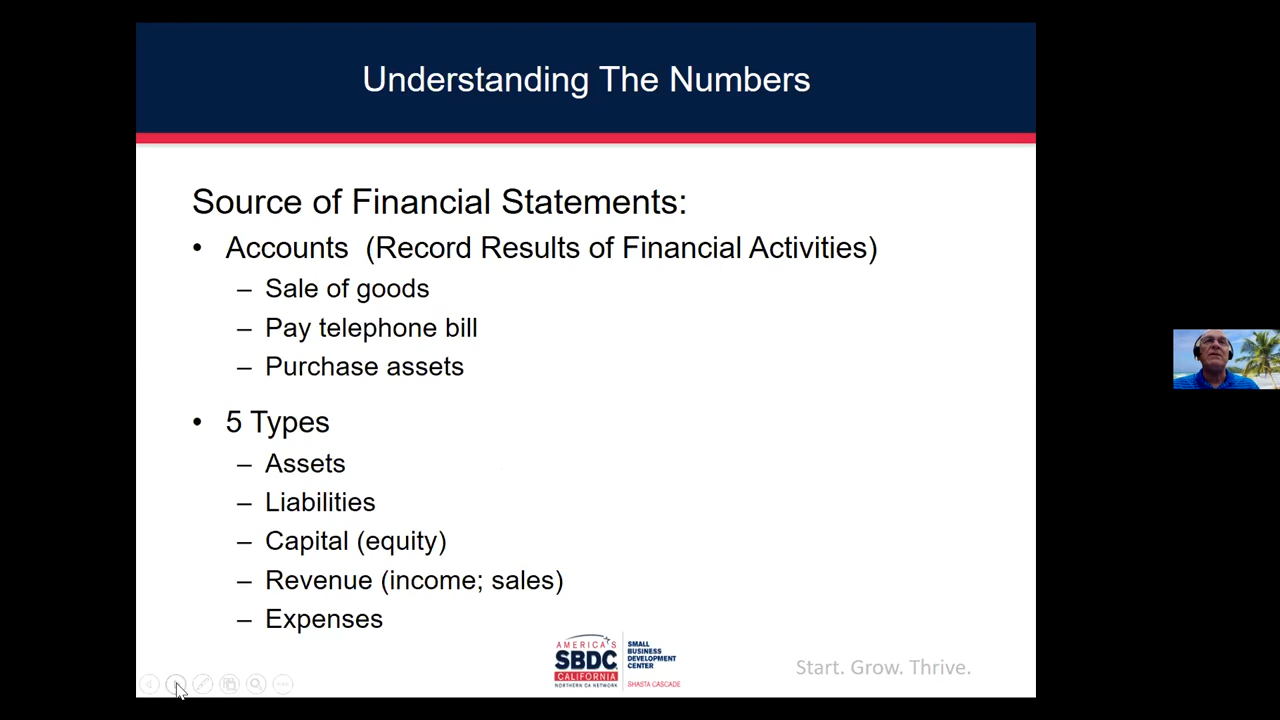 Understanding The Numbers
Source of Financial Statements:
• Accounts (Record Results of Financial Activities)
– Sale of goods
– Pay telephone bill
– Purchase assets
• 5 Types
– Assets
– Liabilities
– Capital (equity)
– Revenue (income; sales)
– Expenses
AMERICA'S
SBDC
CALIFORNIA
NORTHERN CA NETWORK
SMALL
BUSINESS
DEVELOPMENT
CENTER
SHASTA CASCADE
Start. Grow. Thrive.